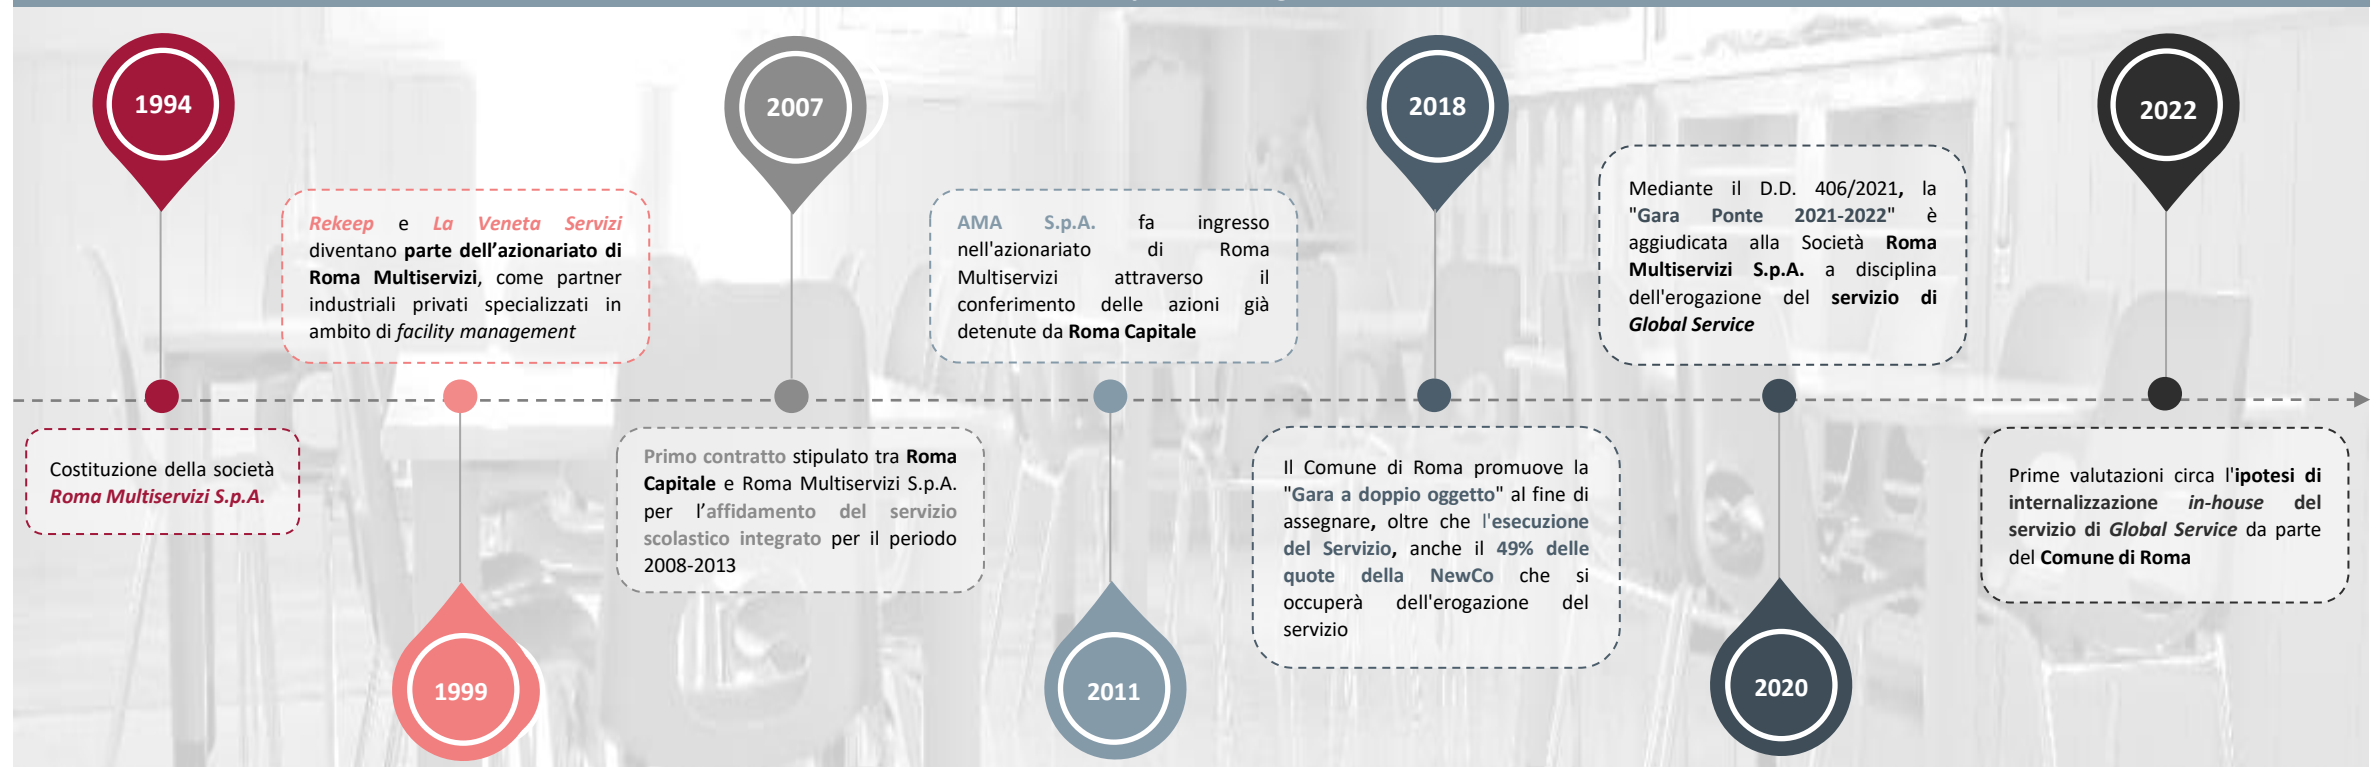 1994
Costituzione della società
Roma Multiservizi S.p.A.
Rekeep e La Veneta Servizi
diventano parte dell’azionariato di
Roma Multiservizi, come partner
industriali privati specializzati in
ambito di facility management
1999
2007
Primo contratto stipulato tra Roma
Capitale e Roma Multiservizi S.p.A.
per l’affidamento del servizio
scolastico integrato per il periodo
2008-2013
AMA S.p.A. fa ingresso
nell'azionariato di Roma
Multiservizi attraverso il
conferimento delle azioni già
detenute da Roma Capitale
2011
2018
Il Comune di Roma promuove la
"Gara a doppio oggetto" al fine di
assegnare, oltre che l'esecuzione
del Servizio, anche il 49% delle
quote della NewCo che si
occuperà dell'erogazione del
servizio
Mediante il D.D. 406/2021, la
"Gara Ponte 2021-2022" è
aggiudicata alla Società Roma
Multiservizi S.p.A. a disciplina
dell'erogazione del servizio di
Global Service
2020
2022
Prime valutazioni circa l'ipotesi di
internalizzazione in-house del
servizio di Global Service da parte
del Comune di Roma